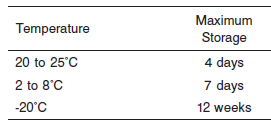 Temperature Maximum Storage
20 to 25˚C 4 days
2 to 8˚C 7 days
-20˚C 12 weeks